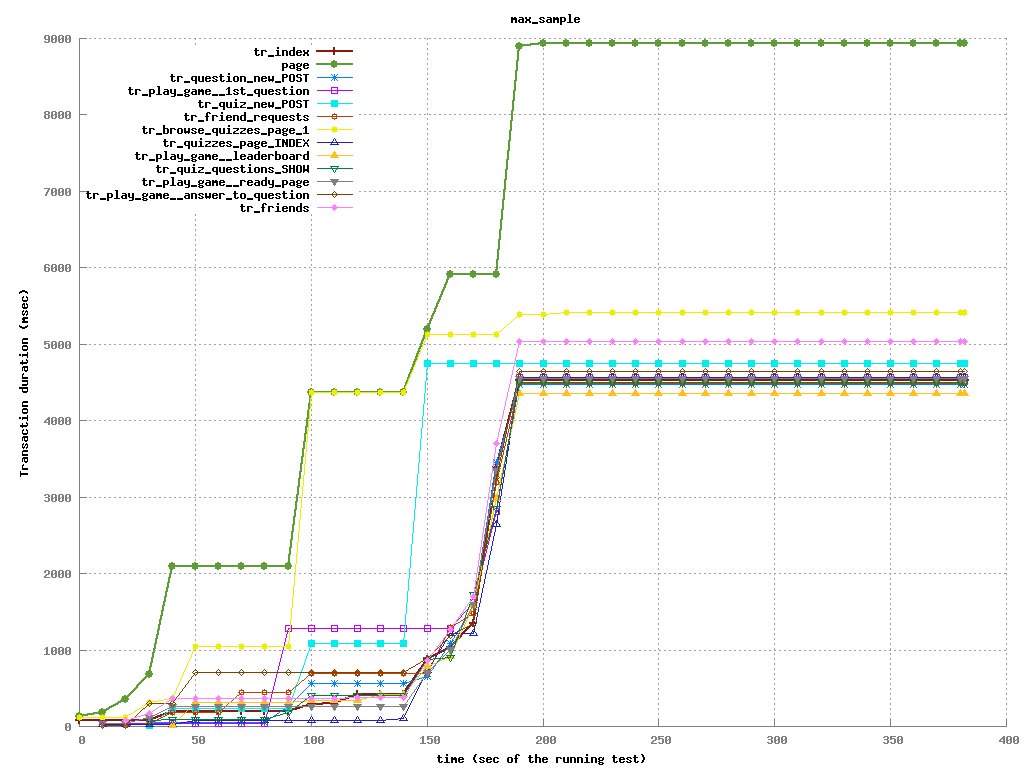 max_sample
9000
8000
7000
6000
5000
4000
3000
2000
1000
0
Transaction duration (msec)
tr_index
page
tr_question_new_POST
tr_play_game__1st_question
tr_quiz_new_POST
tr_friend_requests
tr_browse_quizzes_page_1
tr_quizzes_page_INDEX
tr_play_game__leaderboard
tr_quiz_questions_SHOW
tr_play_game__ready_page
tr_play_game__answer_to_question
tr_friends
0 50 100 150 200 250 300 350 400
time (sec of the running test)